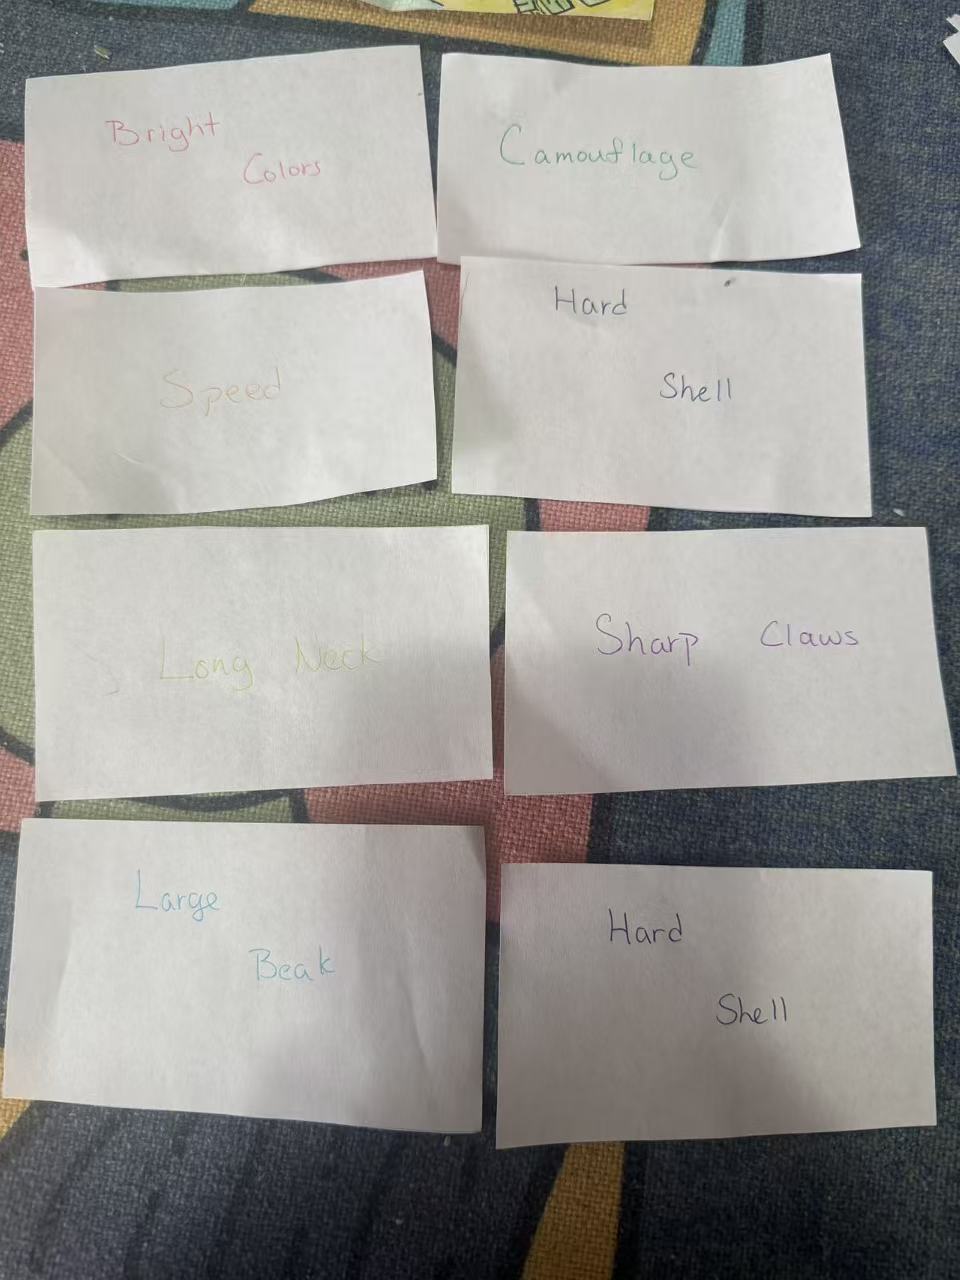 Bright
Colors
Camouflage
Speed
Hard
Shell
Long Neck
Sharp Claws
Large
Beak
Hard
Shell